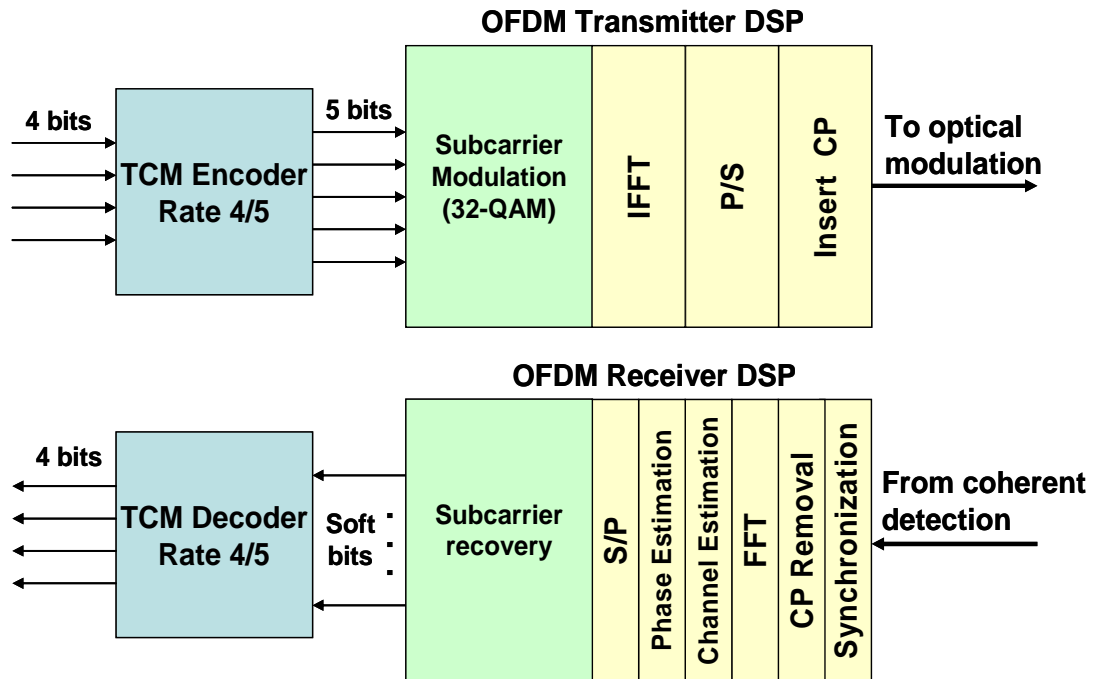 OFDM Transmitter DSP
4 bits
TCM Encoder
Rate 4/5
5 bits
Subcarrier
Modulation
(32-QAM)
IFFT
P/S
Insert CP
To optical
modulation
OFDM Receiver DSP
4 bits
TCM Decoder
Rate 4/5
Soft
bits
Subcarrier
recovery
S/P
Phase Estimation
Channel Estimation
FFT
CP Removal
Synchronization
From coherent
detection